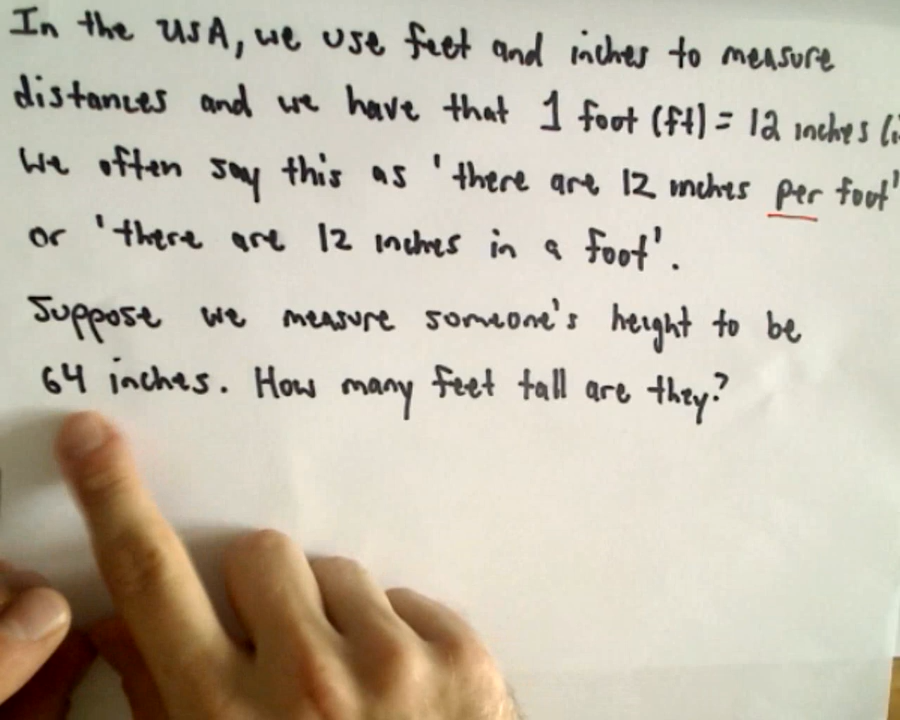 In the USA, we use feet and inches to measure
distances and we have that 1 foot (ft) = 12 inches (i
We often say this as 'there are 12 inches per foot'
or 'there are 12 inches in a foot'.
Suppose we measure someone's height to be
64 inches. How many feet tall are they?